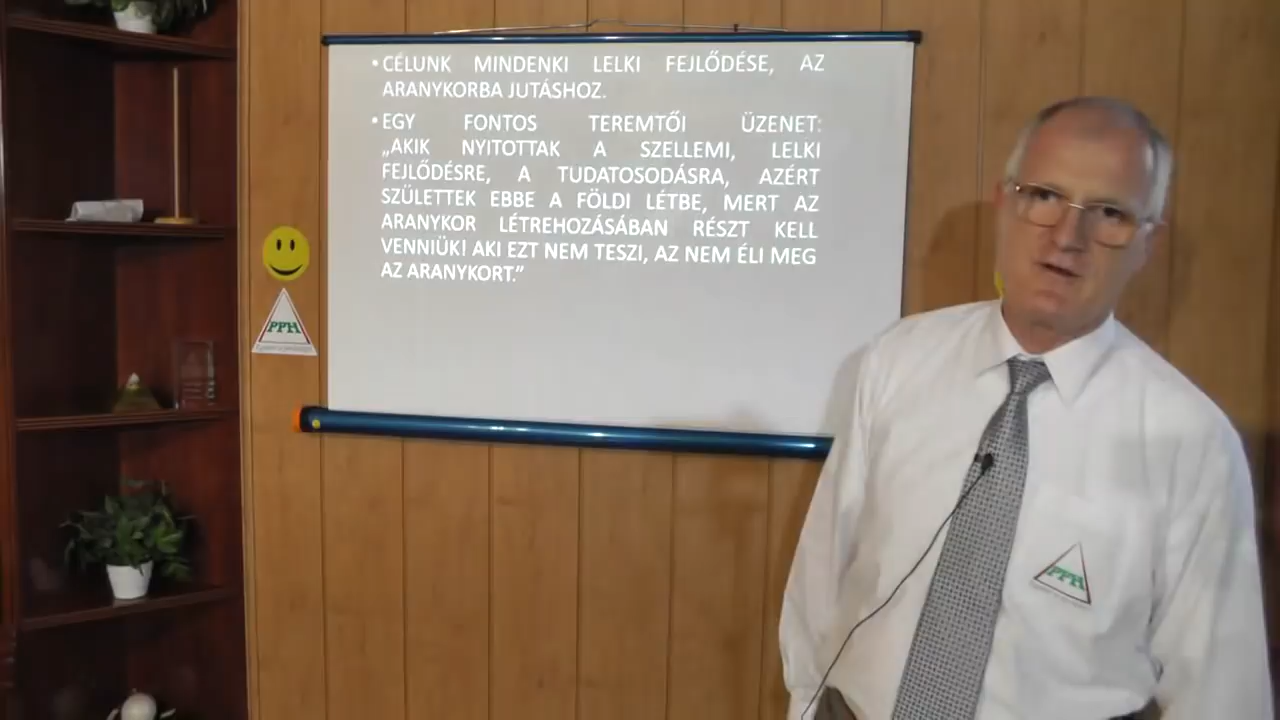 •CÉLUNK MINDENKI LELKI FEJLŐDÉSE, AZ
ARANYKORBA JUTÁSHOZ.
•EGY FONTOS TEREMTŐI ÜZENET:
„AKIK NYITOTTAK A SZELLEMI, LELKI
FEJLŐDÉSRE, A TUDATOSODÁSRA, AZÉRT
SZÜLETTEK EBBE A FÖLDI LÉTBE, MERT AZ
ARANYKOR LÉTREHOZÁSÁBAN RÉSZT KELL
VENNIÜK! AKI EZT NEM TESZI, AZ NEM ÉLI MEG
AZ ARANYKORT.”
PPH
PPH